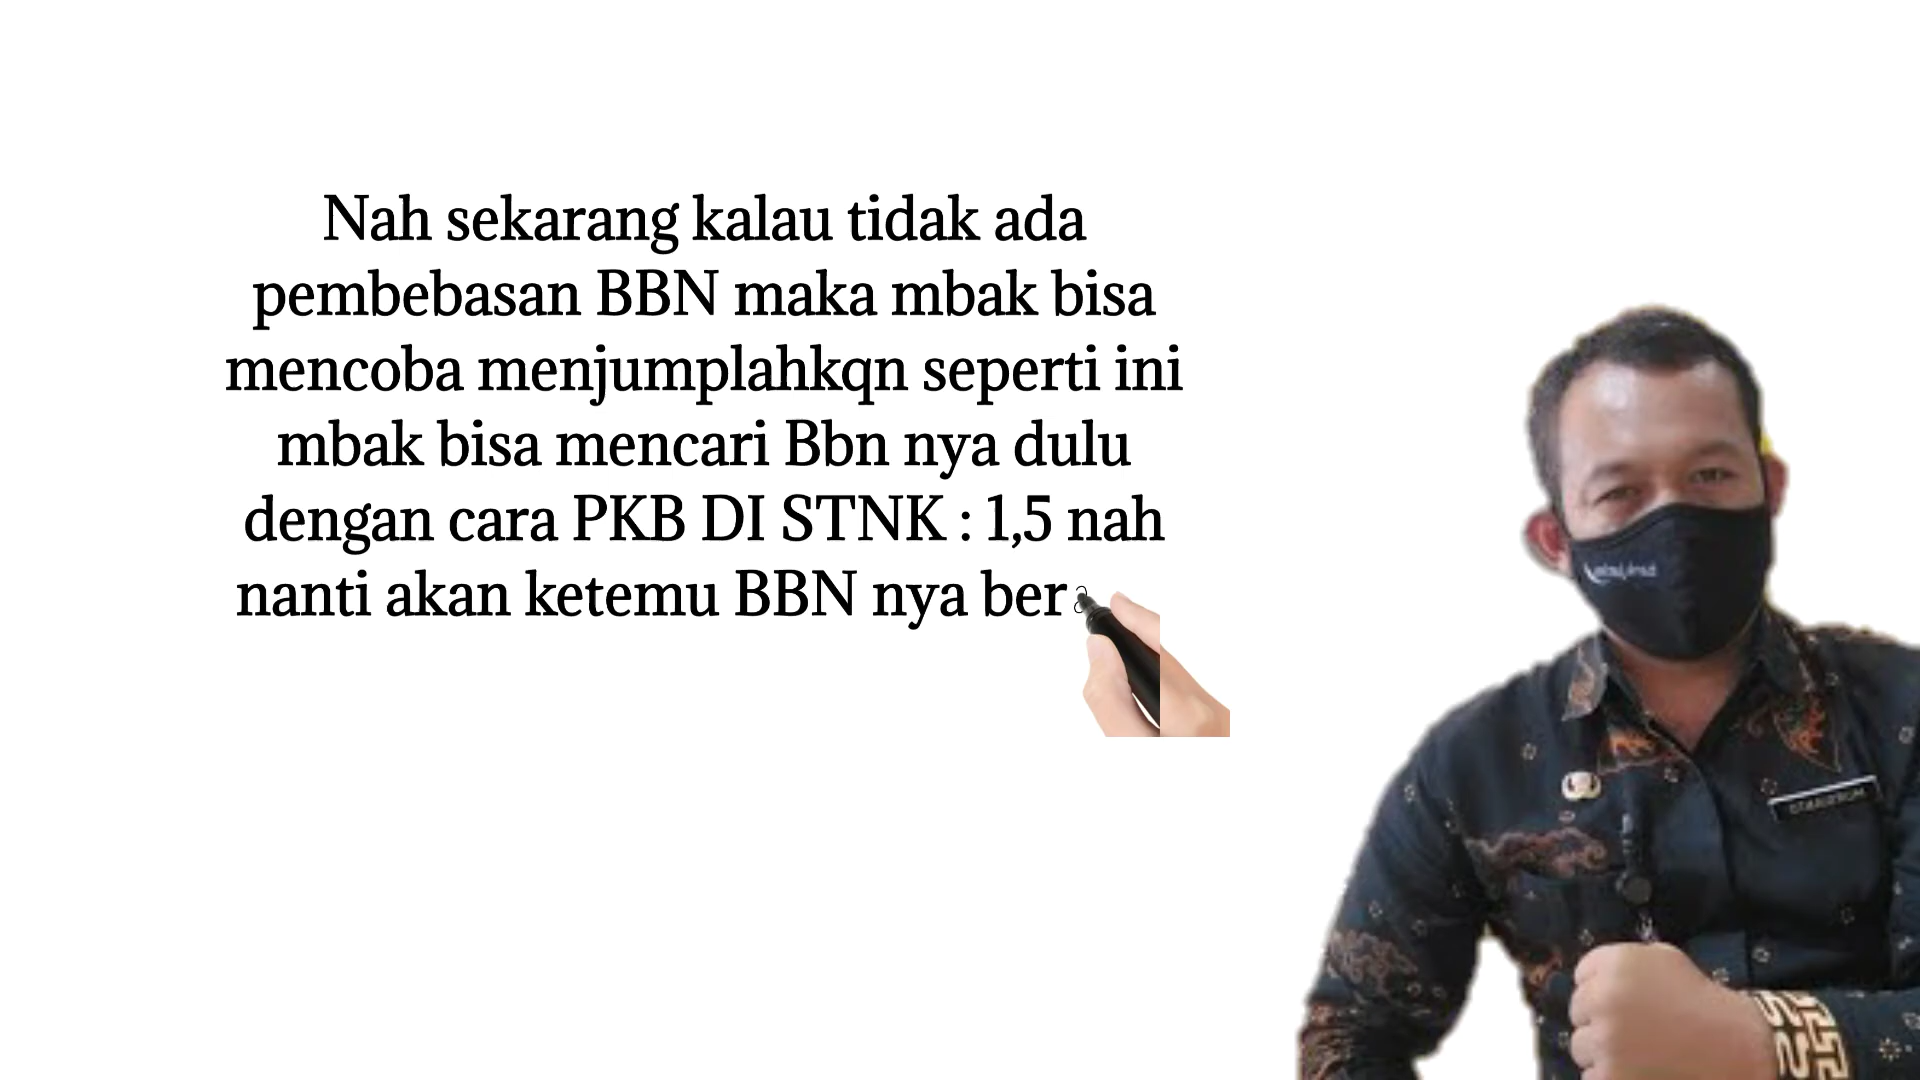 Nah sekarang kalau tidak ada
pembebasan BBN maka mbak bisa
mencoba menjumplahkqn seperti ini
mbak bisa mencari Bbn nya dulu
dengan cara PKB DI STNK : 1,5 nah
nanti akan ketemu BBN nya ber